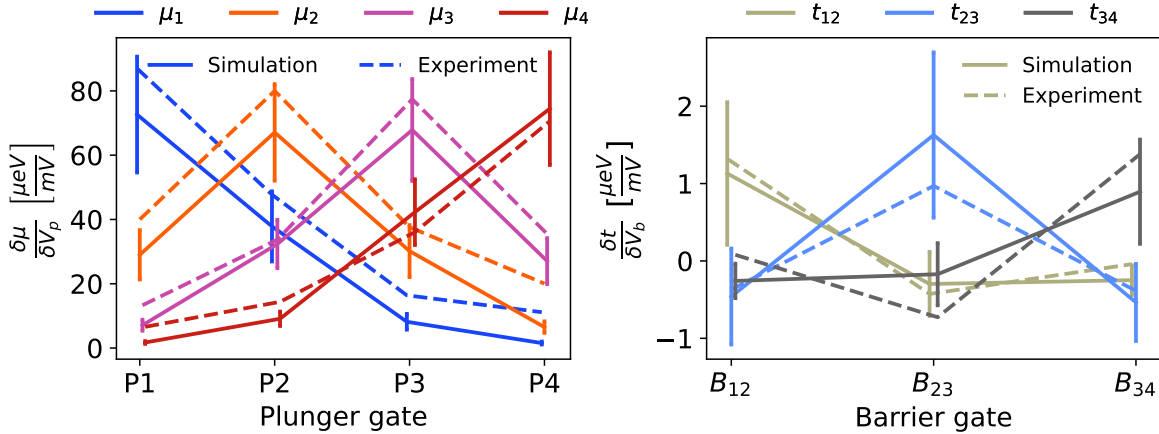 μ₁ μ₂ μ₃ μ₄
Simulation Experiment
80
60
40
20
0
δμ/δVₚ [μeV/mV]
P1 P2 P3 P4
Plunger gate
t₁₂ t₂₃ t₃₄
Simulation
Experiment
2
1
0
−1
δt/δV_b [μeV/mV]
B₁₂ B₂₃ B₃₄
Barrier gate